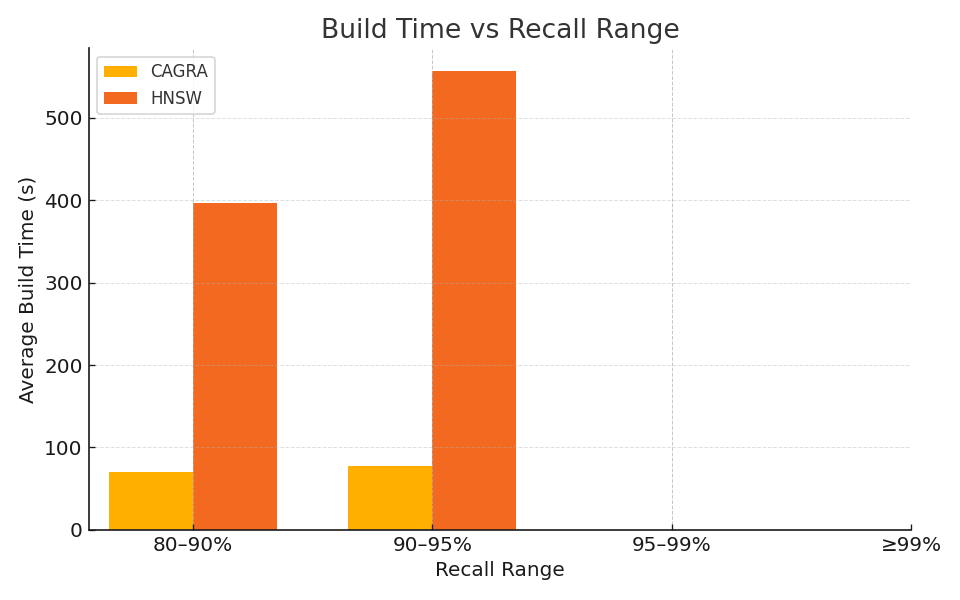 Build Time vs Recall Range
CAGRA
HNSW
Average Build Time (s)
500
400
300
200
100
0
80–90%
90–95%
95–99%
≥99%
Recall Range